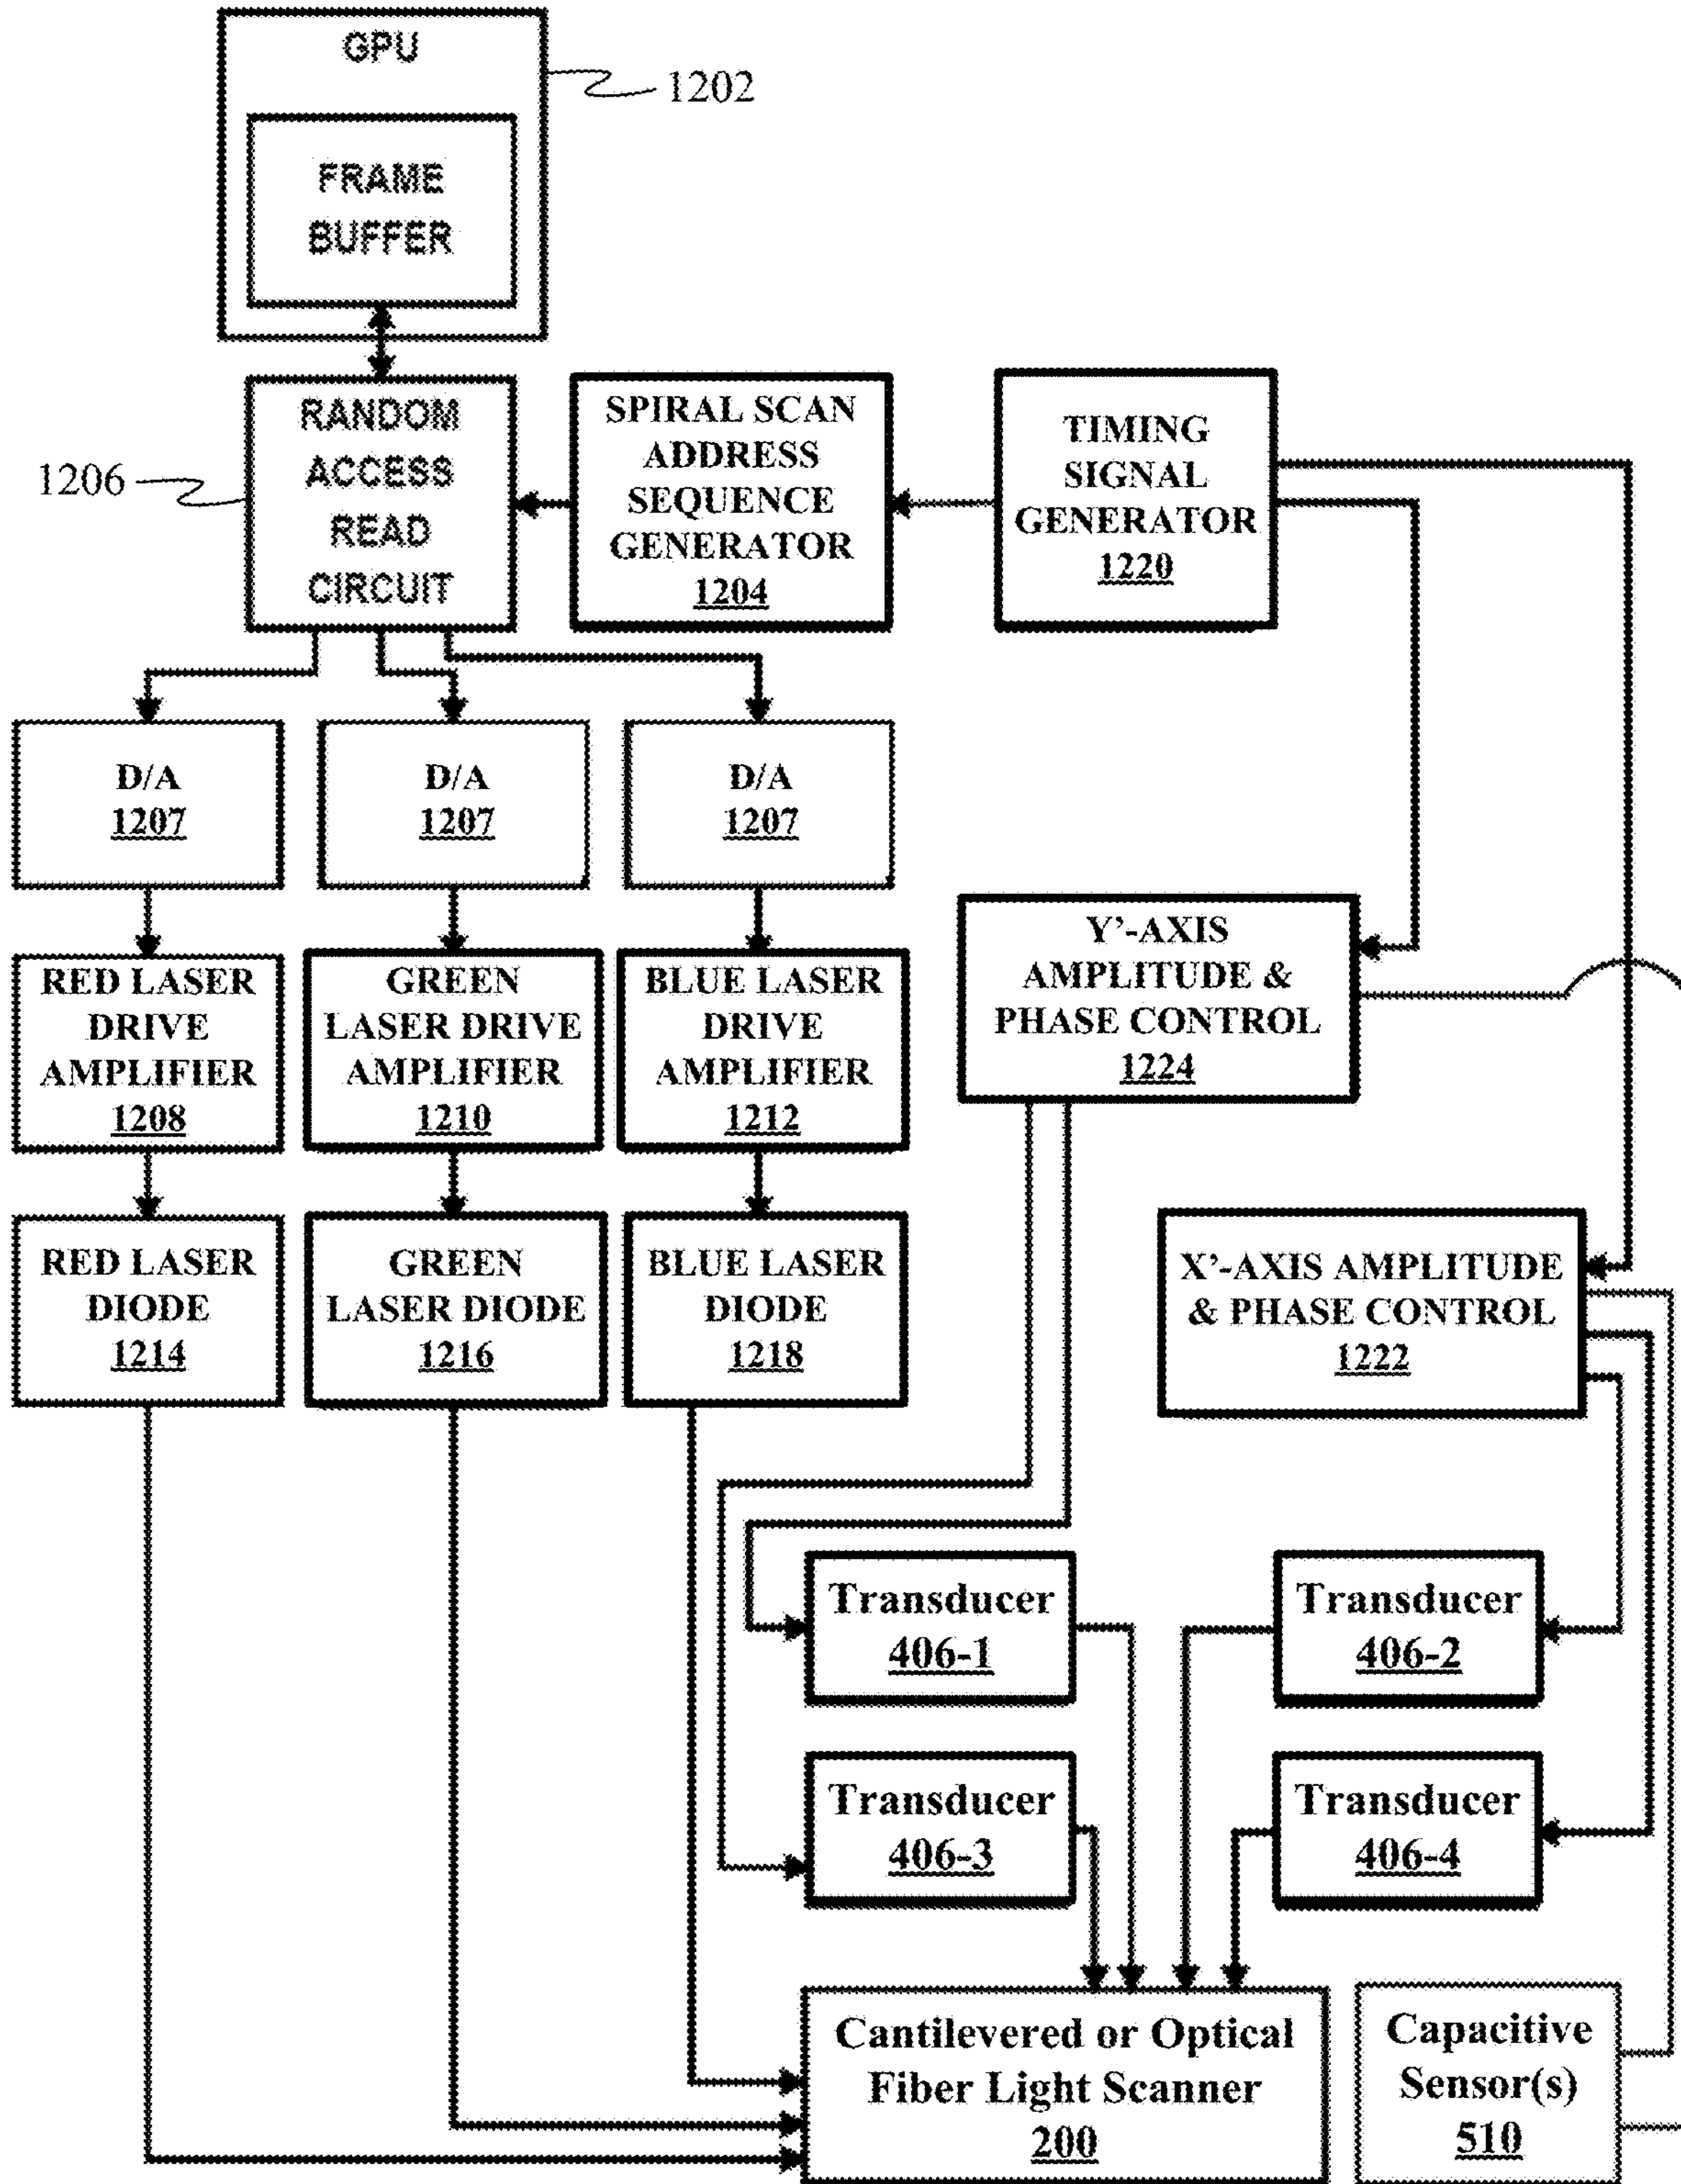 GPU
1202
FRAME
BUFFER
RANDOM
ACCESS
READ
CIRCUIT
1206
SPIRAL SCAN
ADDRESS
SEQUENCE
GENERATOR
1204
TIMING
SIGNAL
GENERATOR
1220
D/A
1207
D/A
1207
D/A
1207
RED LASER
DRIVE
AMPLIFIER
1208
GREEN
LASER DRIVE
AMPLIFIER
1210
BLUE LASER
DRIVE
AMPLIFIER
1212
Y’-AXIS
AMPLITUDE &
PHASE CONTROL
1224
RED LASER
DIODE
1214
GREEN
LASER DIODE
1216
BLUE LASER
DIODE
1218
X’-AXIS AMPLITUDE
& PHASE CONTROL
1222
Transducer
406-1
Transducer
406-2
Transducer
406-3
Transducer
406-4
Cantilevered or Optical
Fiber Light Scanner
200
Capacitive
Sensor(s)
510